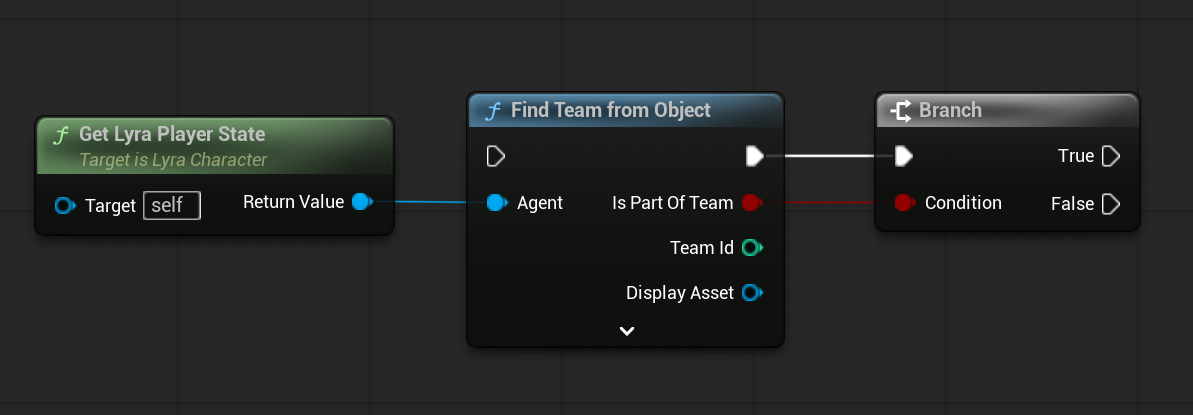 Get Lyra Player State
Target is Lyra Character
Target self
Return Value
Find Team from Object
Agent
Is Part Of Team
Team Id
Display Asset
Branch
True
Condition
False